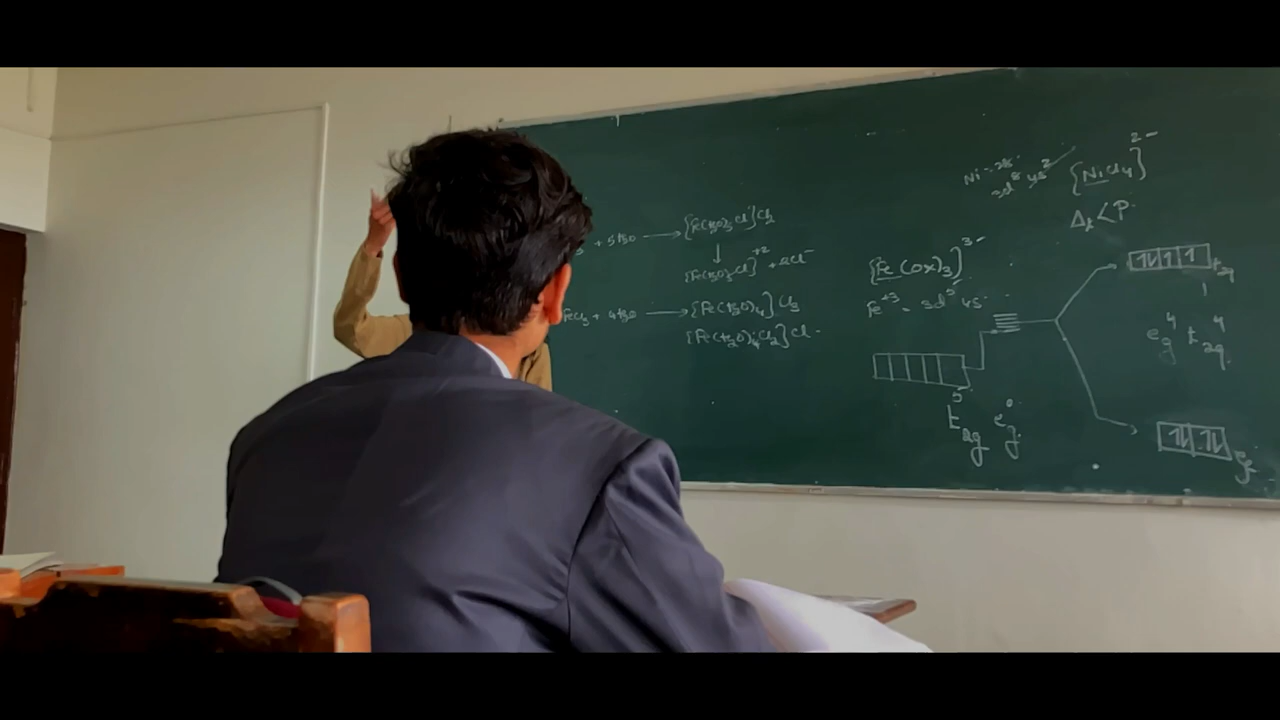 + 5H₂O ⟶ [Fe(H₂O)₅Cl]Cl₂
↓
[Fe(H₂O)₅Cl]⁺² + 2Cl⁻
FeCl₃ + 4H₂O ⟶ [Fe(H₂O)₄]Cl₃
[Fe(H₂O)₄Cl₂]Cl.
[Fe(ox)₃]³⁻
Fe⁺³ - 3d⁵ 4s
t₂g⁵ eg⁰
Ni - 28
3d⁸ 4s²
[NiCl₄]²⁻
Δt < P.
t₂g
eg⁴ t₂g⁴
eg